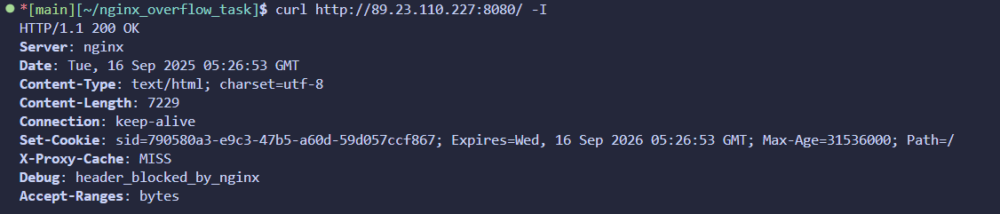 *[main][~/nginx_overflow_task]$ curl http://89.23.110.227:8080/ -I
HTTP/1.1 200 OK
Server: nginx
Date: Tue, 16 Sep 2025 05:26:53 GMT
Content-Type: text/html; charset=utf-8
Content-Length: 7229
Connection: keep-alive
Set-Cookie: sid=790580a3-e9c3-47b5-a60d-59d057ccf867; Expires=Wed, 16 Sep 2026 05:26:53 GMT; Max-Age=31536000; Path=/
X-Proxy-Cache: MISS
Debug: header_blocked_by_nginx
Accept-Ranges: bytes